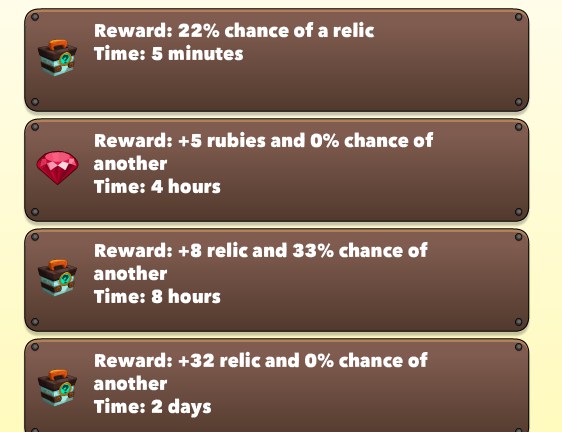 Reward: 22% chance of a relic
Time: 5 minutes
Reward: +5 rubies and 0% chance of
another
Time: 4 hours
Reward: +8 relic and 33% chance of
another
Time: 8 hours
Reward: +32 relic and 0% chance of
another
Time: 2 days